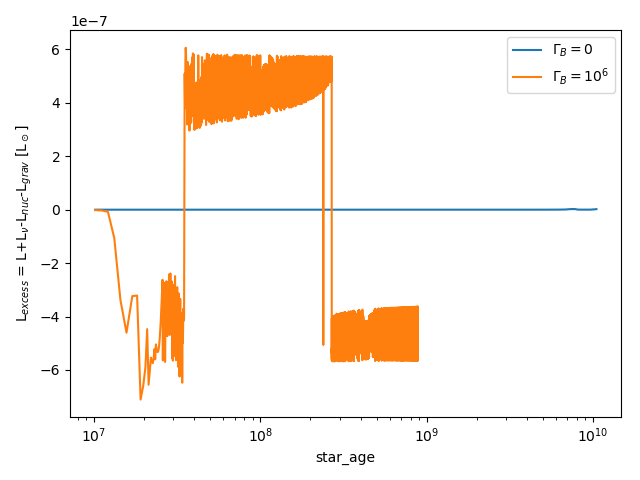 1e−7
6
4
2
0
−2
−4
−6
L_excess = L+L_ν-L_nuc-L_grav [L_⊙]
10^7
10^8
10^9
10^10
star_age
Γ_B = 0
Γ_B = 10^6